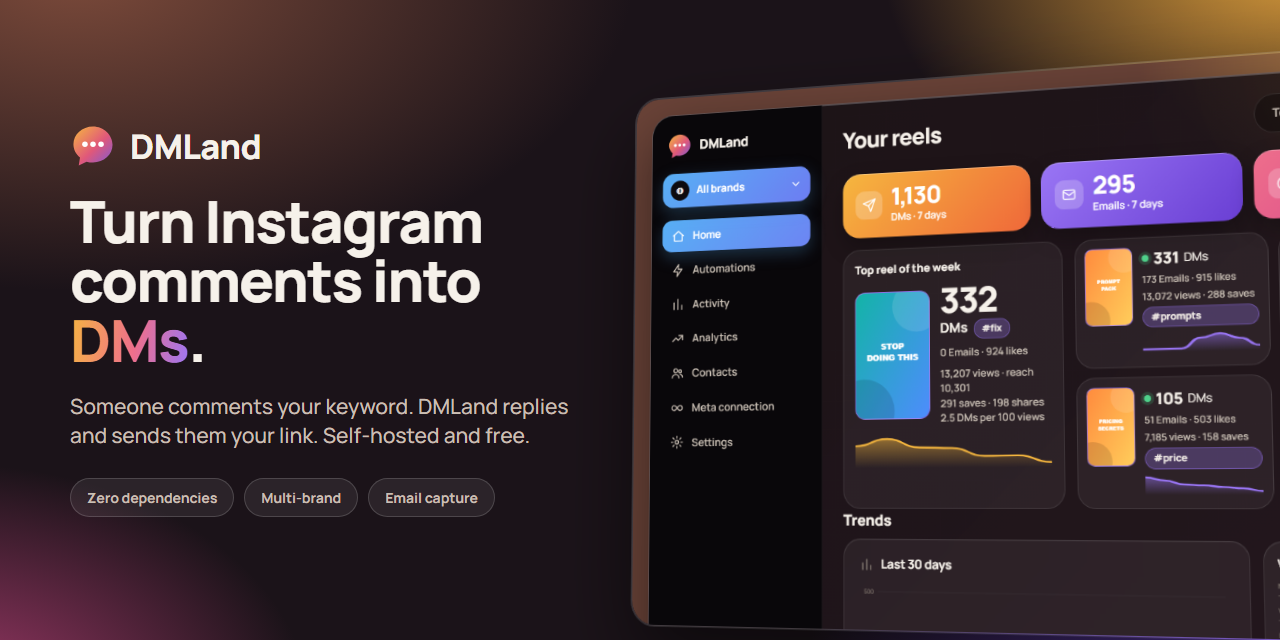 DMLand
Turn Instagram
comments into
DMs.
Someone comments your keyword. DMLand replies
and sends them your link. Self-hosted and free.
Zero dependencies
Multi-brand
Email capture
DMLand
All brands
Home
Automations
Activity
Analytics
Contacts
Meta connection
Settings
Your reels
1,130
DMs · 7 days
295
Emails · 7 days
Top reel of the week
STOP
DOING THIS
332
DMs #fix
0 Emails · 924 likes
13,207 views · reach
10,301
291 saves · 198 shares
2.5 DMs per 100 views
PROMPT
PACK
331 DMs
173 Emails · 915 likes
13,072 views · 288 saves
#prompts
PRICING
SECRETS
105 DMs
51 Emails · 503 likes
7,185 views · 158 saves
#price
Trends
Last 30 days
500